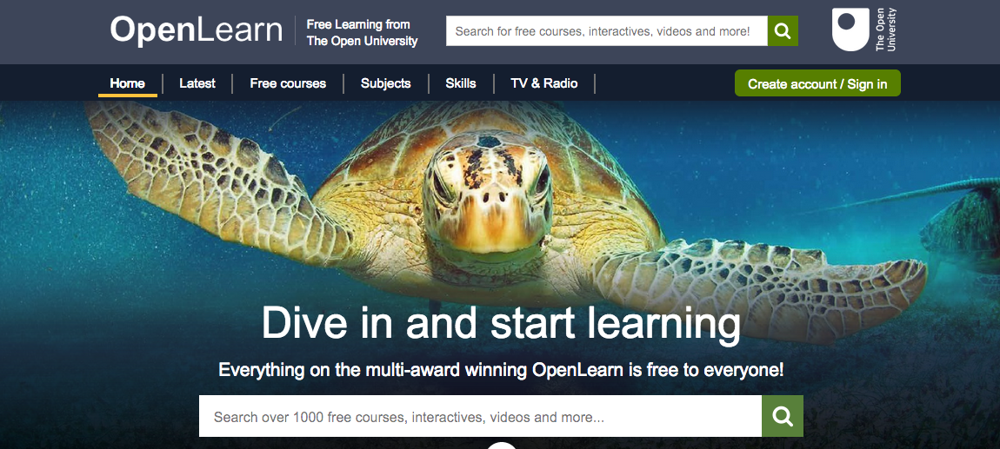 OpenLearn
Free Learning from
The Open University
Search for free courses, interactives, videos and more!
The Open
University
Home
Latest
Free courses
Subjects
Skills
TV & Radio
Create account / Sign in
Dive in and start learning
Everything on the multi-award winning OpenLearn is free to everyone!
Search over 1000 free courses, interactives, videos and more...